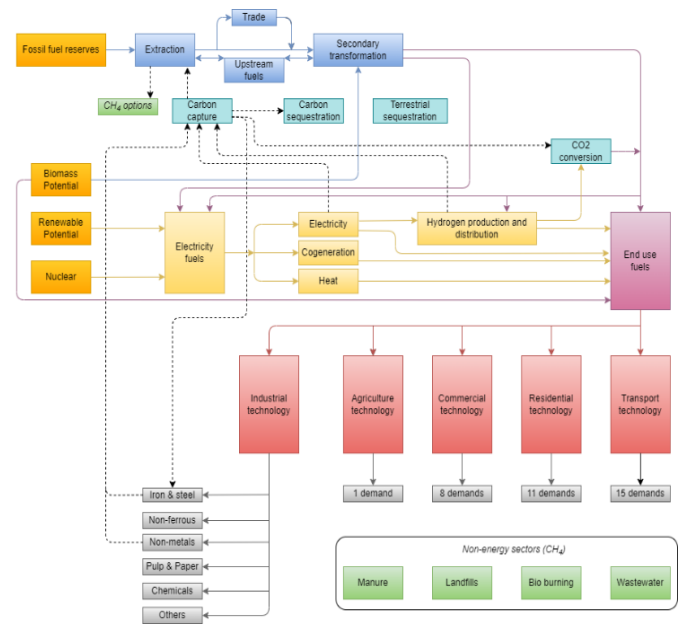 Trade
Fossil fuel reserves
Extraction
Secondary
transformation
Upstream
fuels
CH4 options
Carbon
capture
Carbon
sequestration
Terrestrial
sequestration
CO2
conversion
Biomass
Potential
Renewable
Potential
Nuclear
Electricity
fuels
Electricity
Cogeneration
Heat
Hydrogen production and
distribution
End use
fuels
Industrial
technology
Agriculture
technology
Commercial
technology
Residential
technology
Transport
technology
Iron & steel
Non-ferrous
Non-metals
Pulp & Paper
Chemicals
Others
1 demand
8 demands
11 demands
15 demands
Non-energy sectors (CH4)
Manure
Landfills
Bio burning
Wastewater